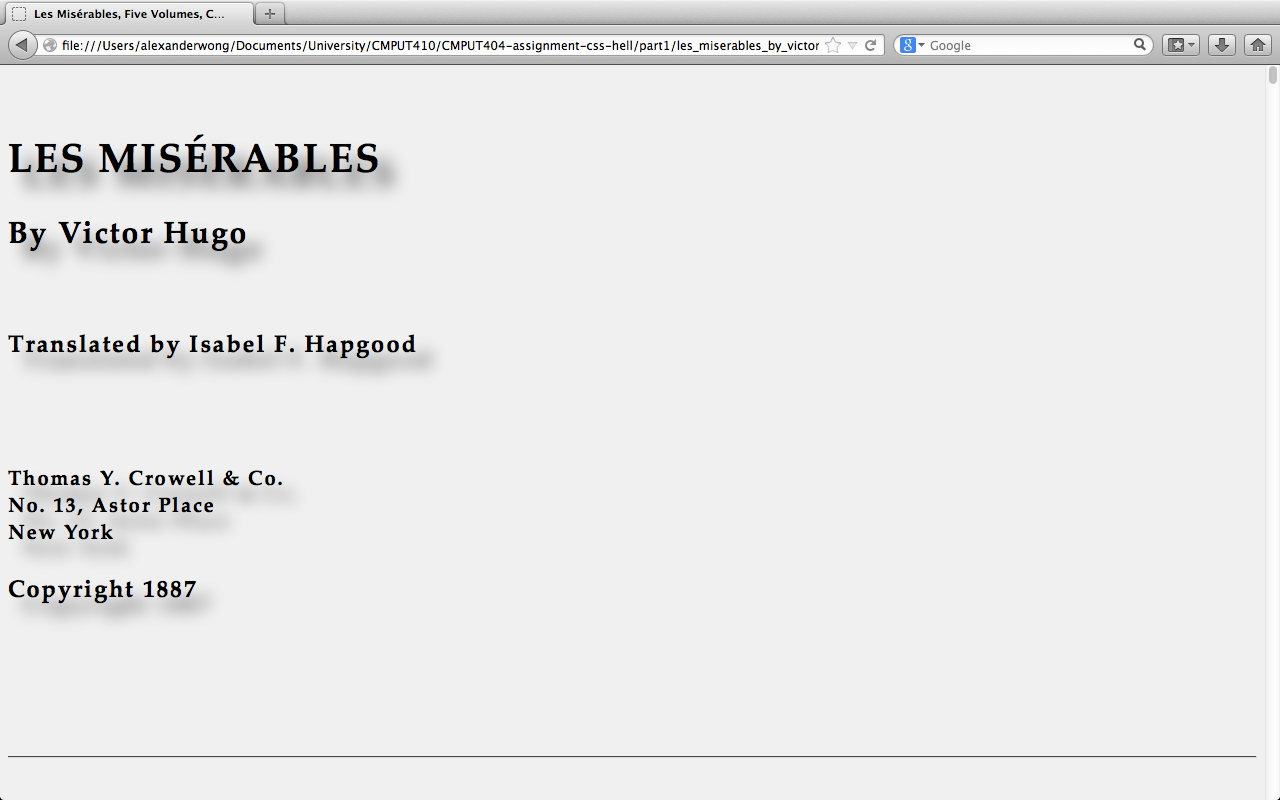 Les Misérables, Five Volumes, C...
file:///Users/alexanderwong/Documents/University/CMPUT410/CMPUT404-assignment-css-hell/part1/les_miserables_by_victor
Google
LES MISÉRABLES
By Victor Hugo
Translated by Isabel F. Hapgood
Thomas Y. Crowell & Co.
No. 13, Astor Place
New York
Copyright 1887